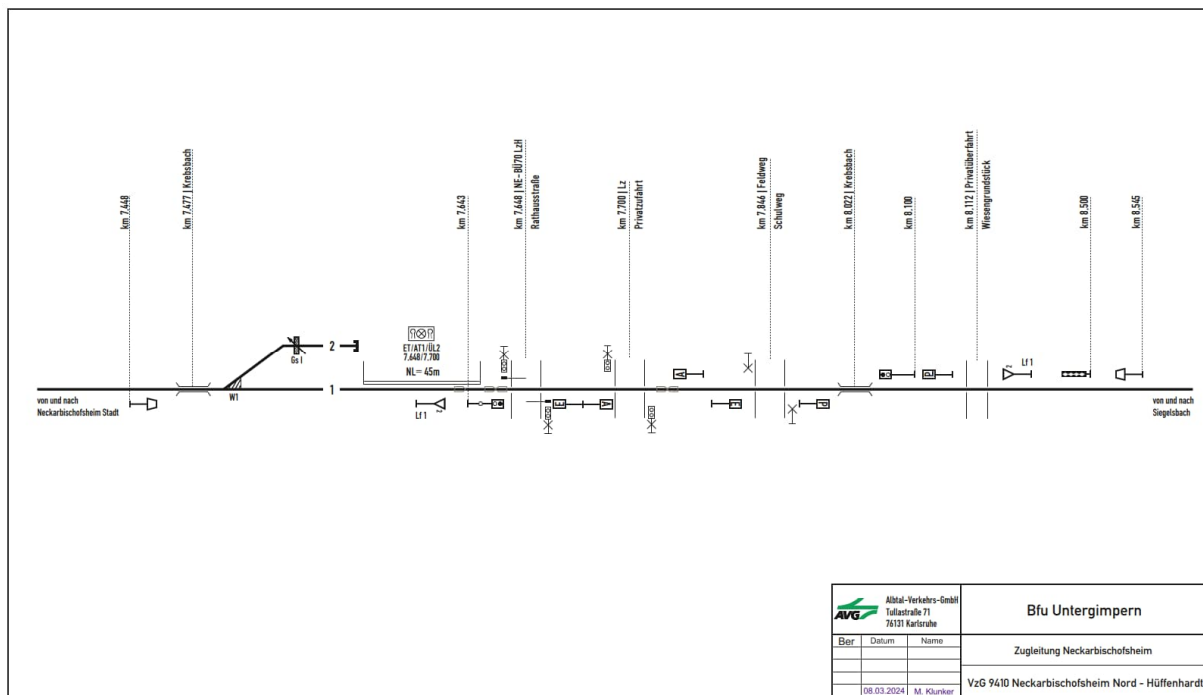 km 7.448
km 7.477 | Krebsbach
km 7.643
km 7.648 | NE-BÜ70 LzH
Rathausstraße
km 7.700 | Lz
Privatzufahrt
km 7.846 | Feldweg
Schulweg
km 8.022 | Krebsbach
km 8.100
km 8.112 | Privatüberfahrt
Wiesengrundstück
km 8.500
km 8.545
Gs I
2
ET/AT1/ÜL2
7,648/7,700
NL= 45m
A
P
Lf 1
1
W1
von und nach
Neckarbischofsheim Stadt
Lf 1
E
A
E
P
von und nach
Siegelsbach
AVG
Albtal-Verkehrs-GmbH
Tullastraße 71
76131 Karlsruhe
Bfu Untergimpern
Ber Datum Name
Zugleitung Neckarbischofsheim
08.03.2024 M. Klunker
VzG 9410 Neckarbischofsheim Nord - Hüffenhardt